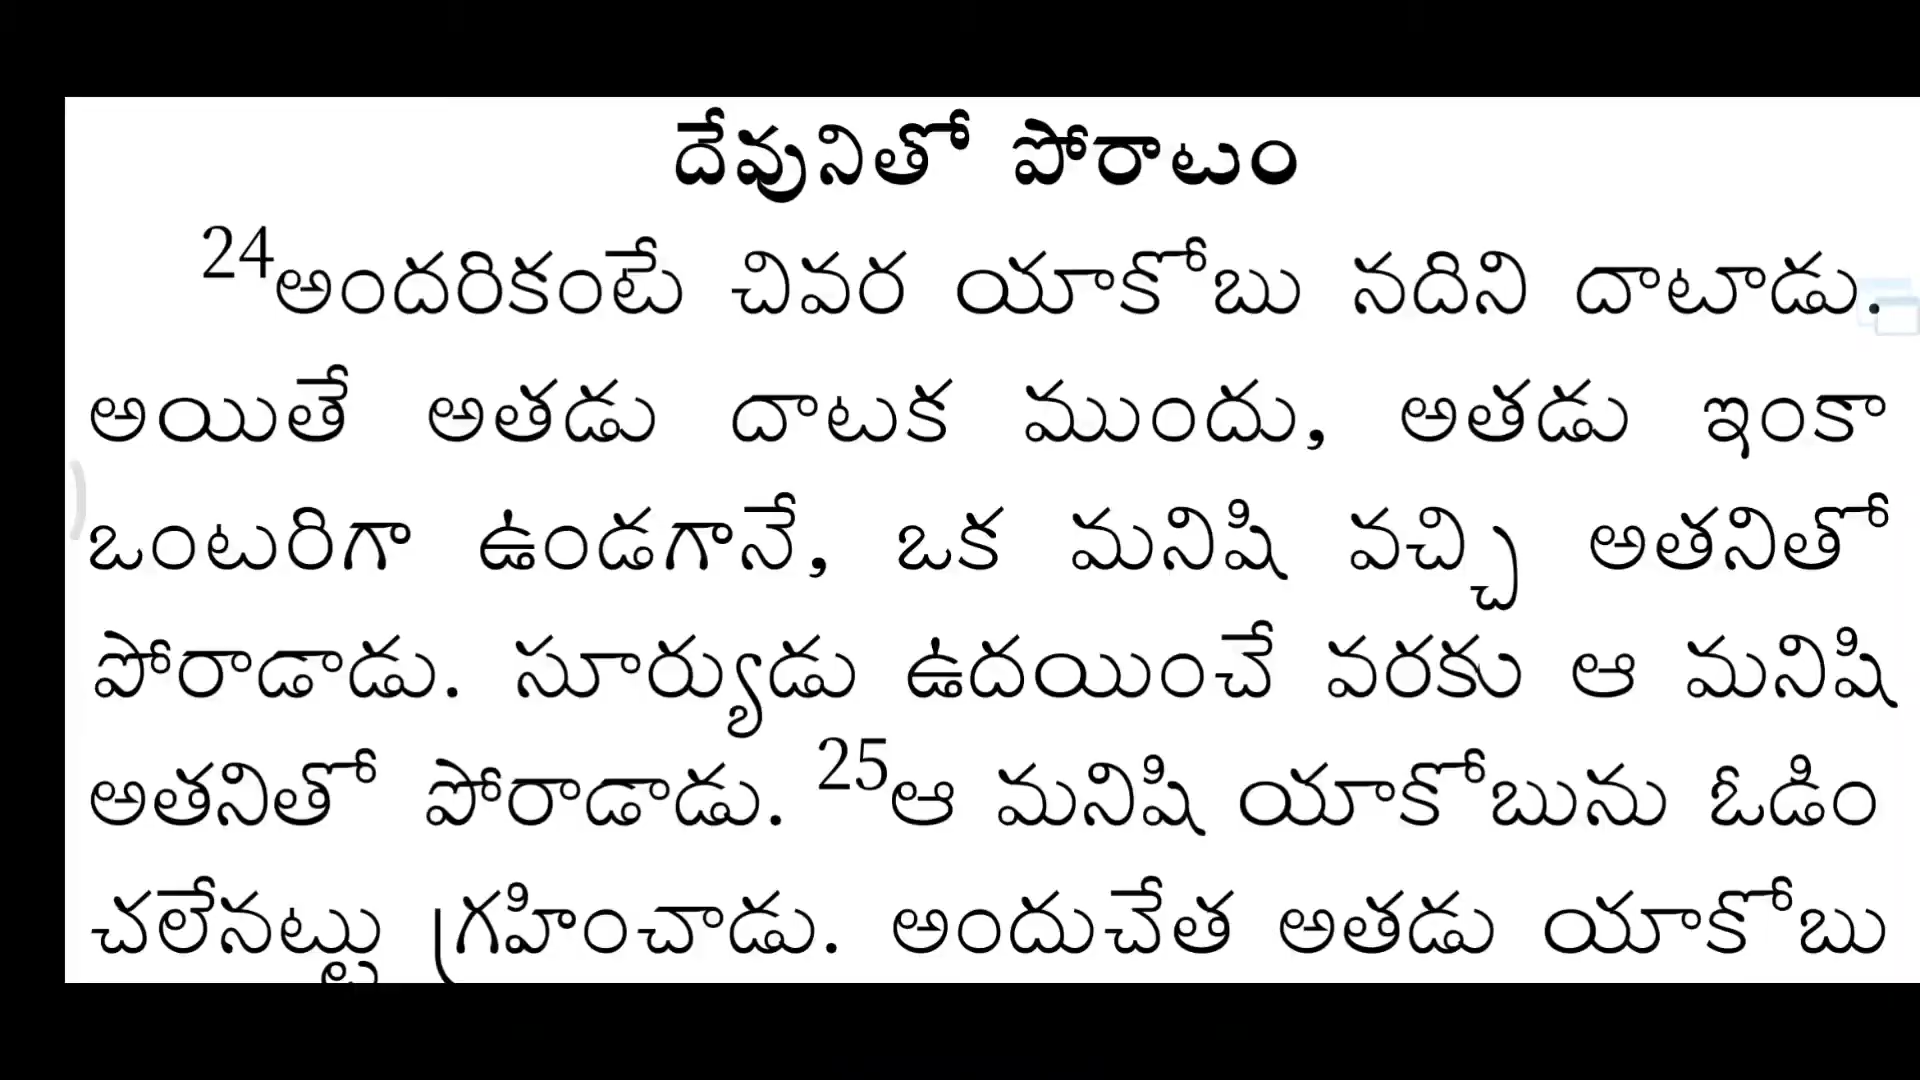 దేవునితో పోరాటం
24అందరికంటే చివర యాకోబు నదిని దాటాడు.
అయితే అతడు దాటక ముందు, అతడు ఇంకా
ఒంటరిగా ఉండగానే, ఒక మనిషి వచ్చి అతనితో
పోరాడాడు. సూర్యుడు ఉదయించే వరకు ఆ మనిషి
అతనితో పోరాడాడు. 25ఆ మనిషి యాకోబును ఓడిం
చలేనట్టు గ్రహించాడు. అందుచేత అతడు యాకోబు